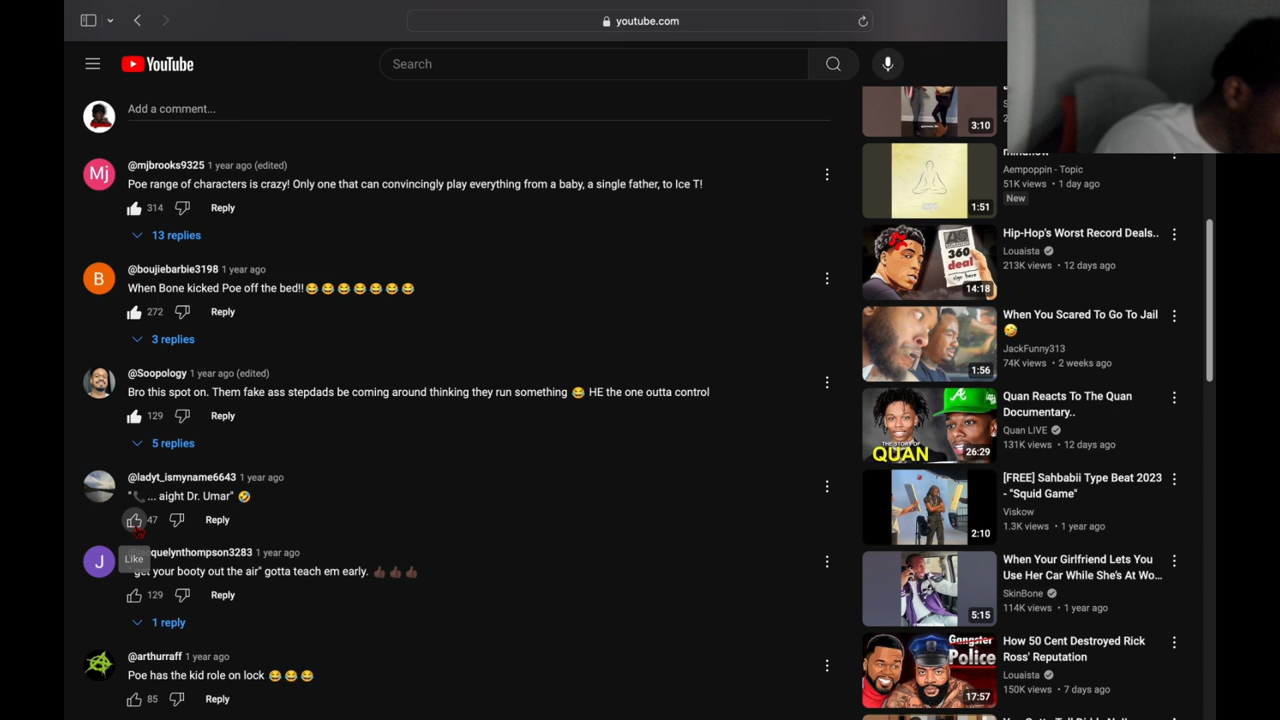 youtube.com
YouTube
Search
Add a comment...
@mjbrooks9325 1 year ago (edited)
Poe range of characters is crazy! Only one that can convincingly play everything from a baby, a single father, to Ice T!
314
Reply
13 replies
@boujiebarbie3198 1 year ago
When Bone kicked Poe off the bed!!😂😂😂😂😂😂😂
272
Reply
3 replies
@Soopology 1 year ago (edited)
Bro this spot on. Them fake ass stepdads be coming around thinking they run something 😂 HE the one outta control
129
Reply
5 replies
@ladyt_ismyname6643 1 year ago
"📞... aight Dr. Umar" 🤣
47
Reply
Like
quelynthompson3283 1 year ago
get your booty out the air" gotta teach em early. 👍🏿👍🏿👍🏿
129
Reply
1 reply
@arthurraff 1 year ago
Poe has the kid role on lock 😂😂😂
85
Reply
3:10
Aempoppin - Topic
51K views • 1 day ago
New
1:51
Hip-Hop's Worst Record Deals..
Louaista
213K views • 12 days ago
360
deal
sign here
14:18
When You Scared To Go To Jail
🤣
JackFunny313
74K views • 2 weeks ago
1:56
Quan Reacts To The Quan
Documentary..
Quan LIVE
131K views • 12 days ago
THE STORY OF
QUAN
26:29
[FREE] Sahbabii Type Beat 2023
- "Squid Game"
Viskow
1.3K views • 1 year ago
2:10
When Your Girlfriend Lets You
Use Her Car While She's At Wo...
SkinBone
114K views • 1 year ago
5:15
How 50 Cent Destroyed Rick
Ross' Reputation
Louaista
150K views • 7 days ago
Gangster
Police
17:57